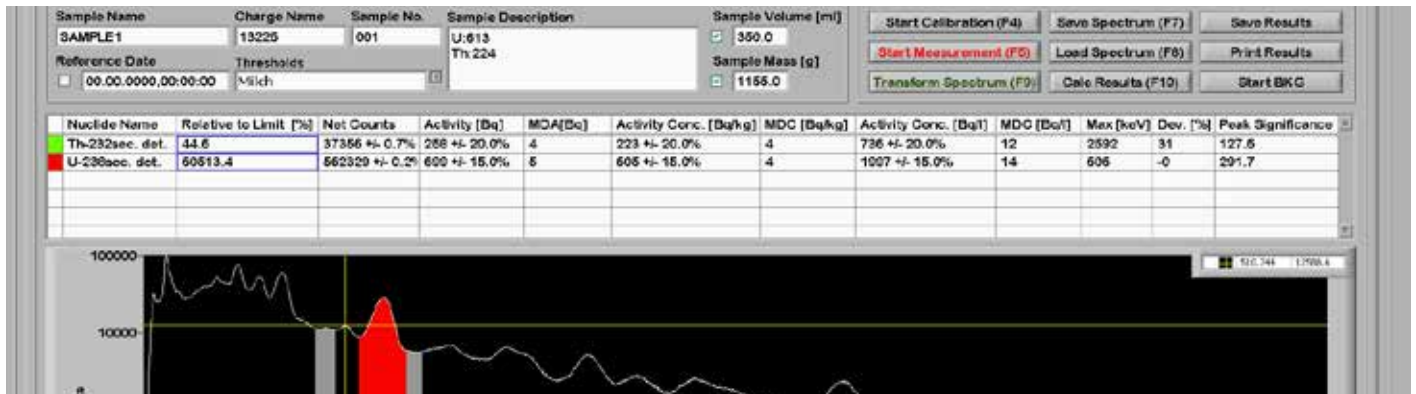 Sample Name Charge Name Sample No. Sample Description Sample Volume [ml] Start Calibration (F4) Save Spectrum (F7) Save Results
SAMPLE1 13225 001 U:613 350.0
Th:224
Reference Date Thresholds Sample Mass [g] Start Measurement (F5) Load Spectrum (F8) Print Results
00.00.0000,00:00:00 Milch 1155.0 Transform Spectrum (F9) Calc Results (F10) Start BKG
Nuclide Name Relative to Limit [%] Net Counts Activity [Bq] MDA[Bq] Activity Conc. [Bq/kg] MDC [Bq/kg] Activity Conc. [Bq/l] MDC [Bq/l] Max [keV] Dev. [%] Peak Significance
Th-232sec. det. 44.6 37356 +/- 0.7% 258 +/- 20.0% 4 223 +/- 20.0% 4 736 +/- 20.0% 12 2592 31 127.6
U-238sec. det. 60513.4 562329 +/- 0.2% +/- 15.0% 5 605 +/- 15.0% 4 +/- 15.0% 14 606 -0 291.7
100000
10000